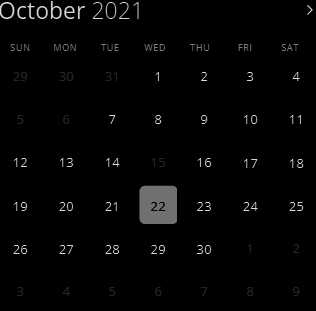 October 2021
SUN MON TUE WED THU FRI SAT
29 30 31 1 2 3 4
5 6 7 8 9 10 11
12 13 14 15 16 17 18
19 20 21 22 23 24 25
26 27 28 29 30 1 2
3 4 5 6 7 8 9